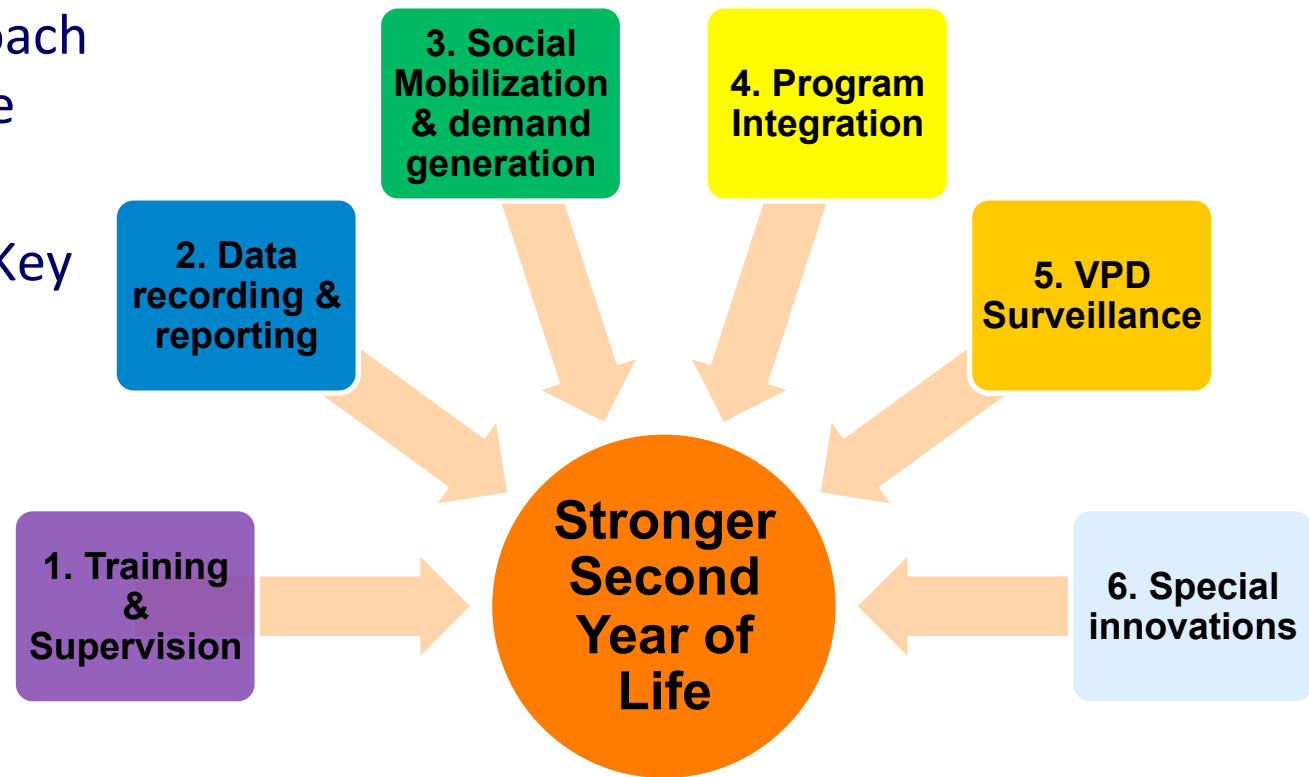 oach
e
Key
1. Training
&
Supervision
2. Data
recording &
reporting
3. Social
Mobilization
& demand
generation
4. Program
Integration
5. VPD
Surveillance
6. Special
innovations
Stronger
Second
Year of
Life